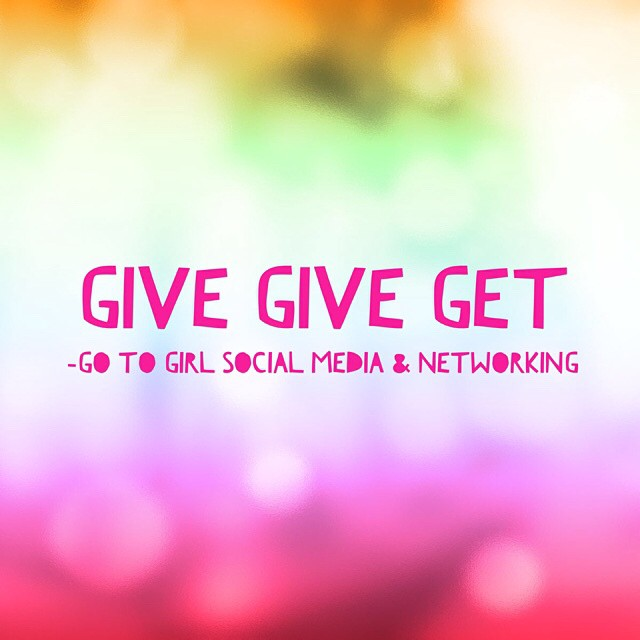 GIVE GIVE GET
-GO TO GIRL SOCIAL MEDIA & NETWORKING